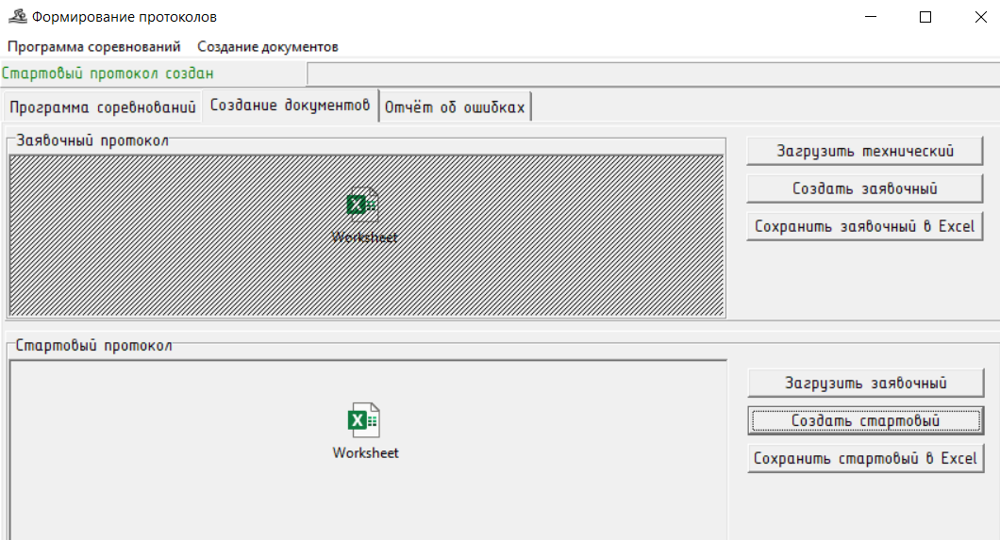 Формирование протоколов
Программа соревнований Создание документов
Стартовый протокол создан
Программа соревнований Создание документов Отчёт об ошибках
Заявочный протокол
Worksheet
Загрузить технический
Создать заявочный
Сохранить заявочный в Excel
Стартовый протокол
Worksheet
Загрузить заявочный
Создать стартовый
Сохранить стартовый в Excel